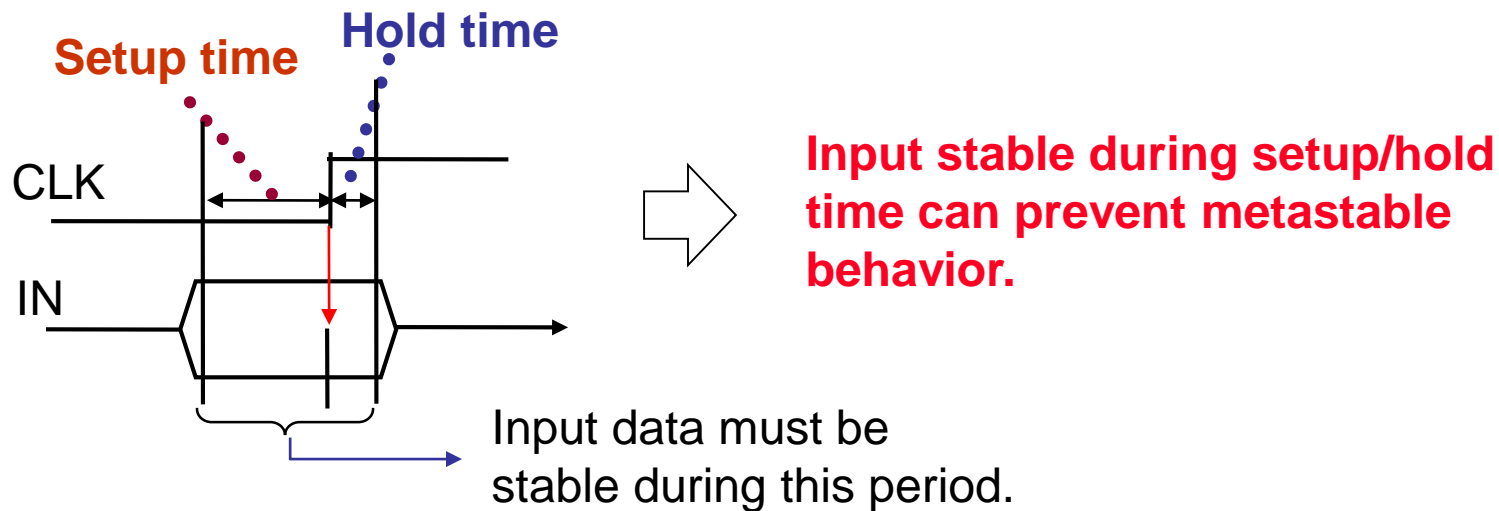 Hold time
Setup time
CLK
IN
Input stable during setup/hold
time can prevent metastable
behavior.
Input data must be
stable during this period.